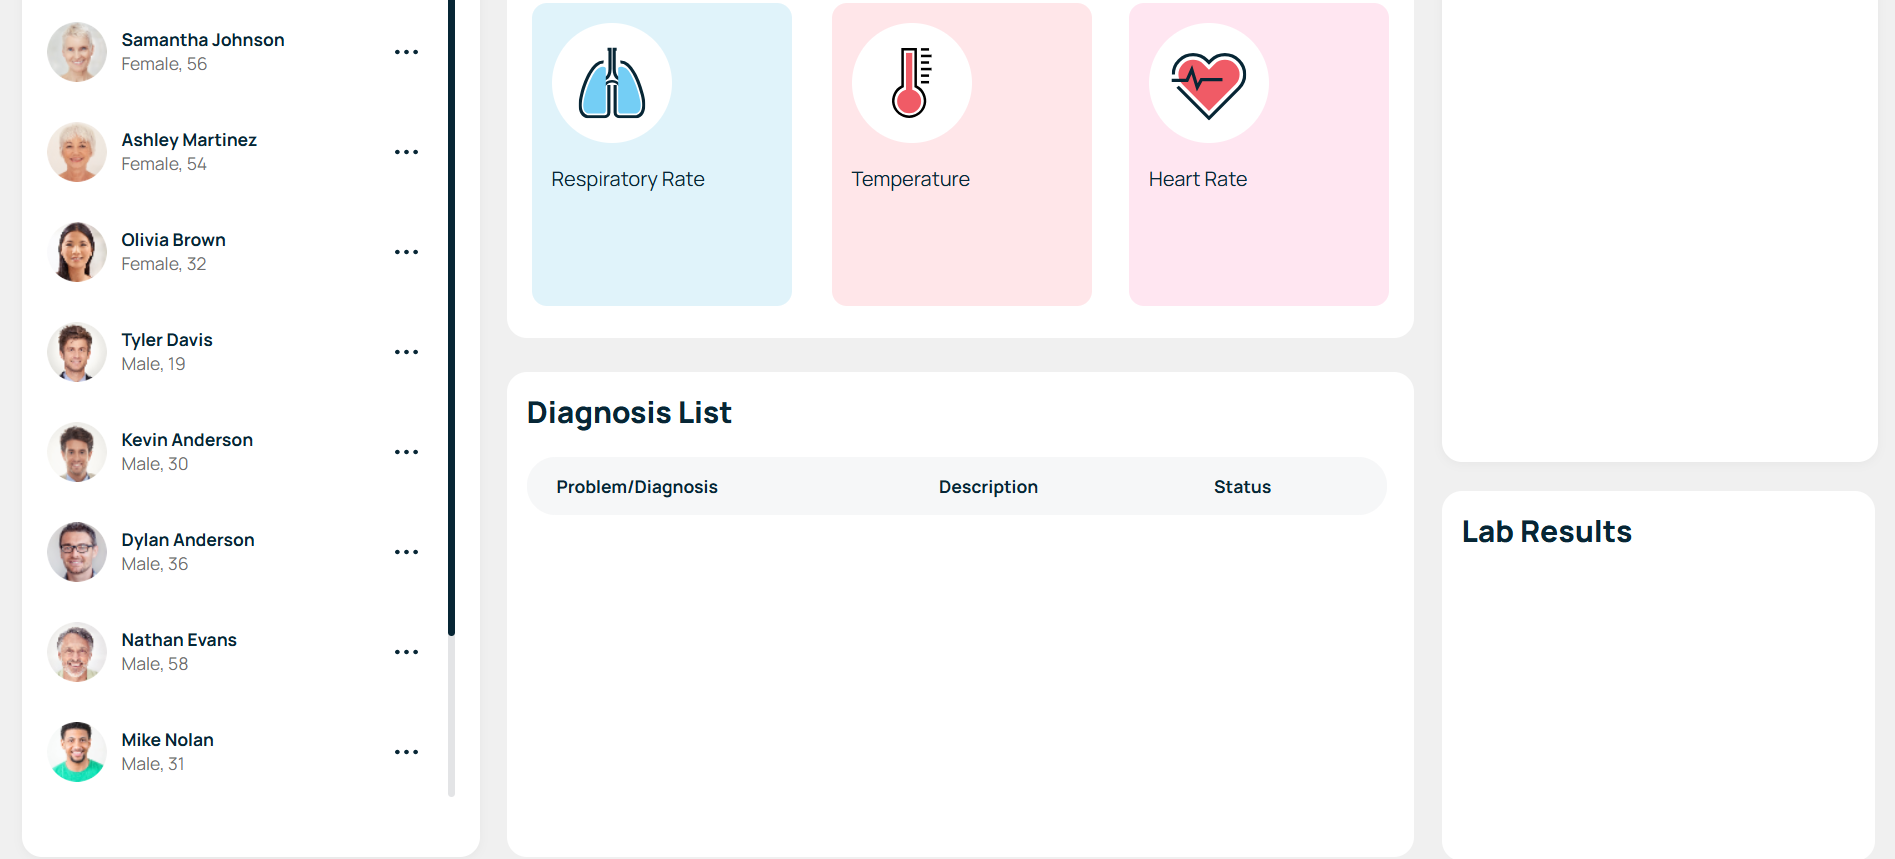 Samantha Johnson
Female, 56
Ashley Martinez
Female, 54
Olivia Brown
Female, 32
Tyler Davis
Male, 19
Kevin Anderson
Male, 30
Dylan Anderson
Male, 36
Nathan Evans
Male, 58
Mike Nolan
Male, 31
Respiratory Rate
Temperature
Heart Rate
Diagnosis List
Problem/Diagnosis Description Status
Lab Results